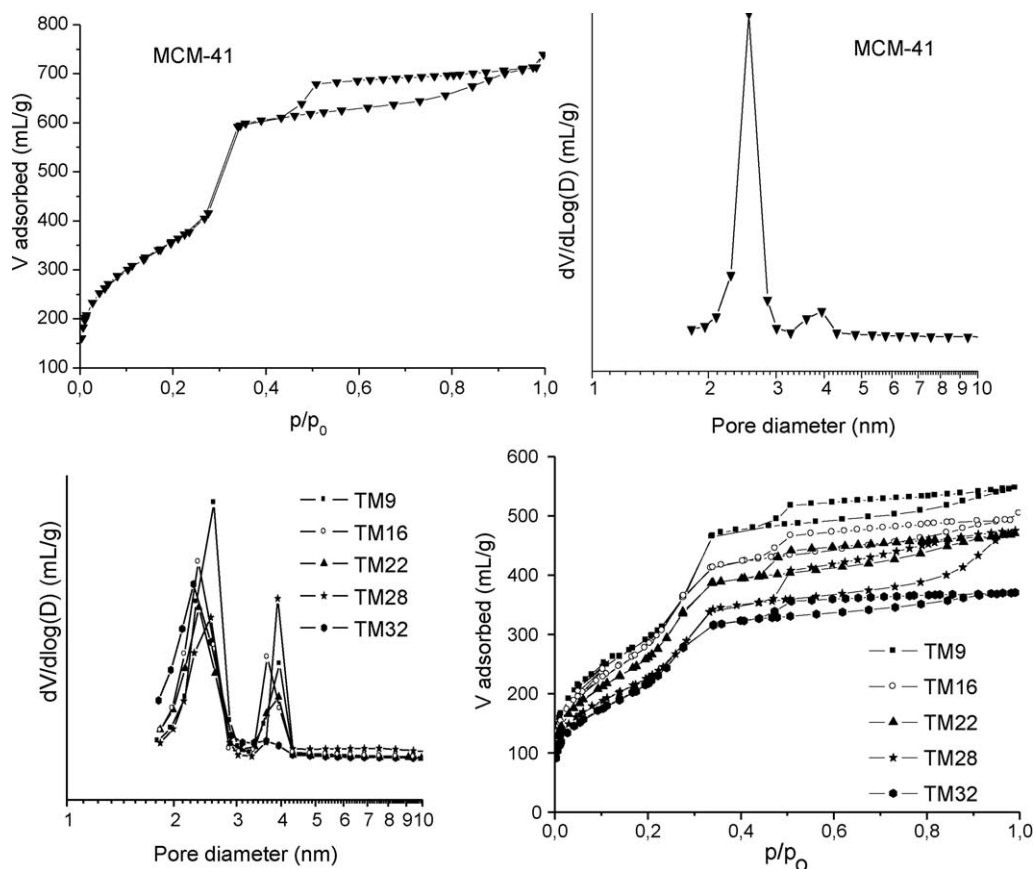 MCM-41
V adsorbed (mL/g)
800
700
600
500
400
300
200
100
0,0
0,2
0,4
0,6
0,8
1,0
p/p0
MCM-41
dV/dLog(D) (mL/g)
1
2
3
4
5
6
7
8
9
10
Pore diameter (nm)
TM9
TM16
TM22
TM28
TM32
dV/dlog(D) (mL/g)
1
2
3
4
5
6
7
8
9
10
Pore diameter (nm)
V adsorbed (mL/g)
600
500
400
300
200
100
0
TM9
TM16
TM22
TM28
TM32
0,0
0,2
0,4
0,6
0,8
1,0
p/pO